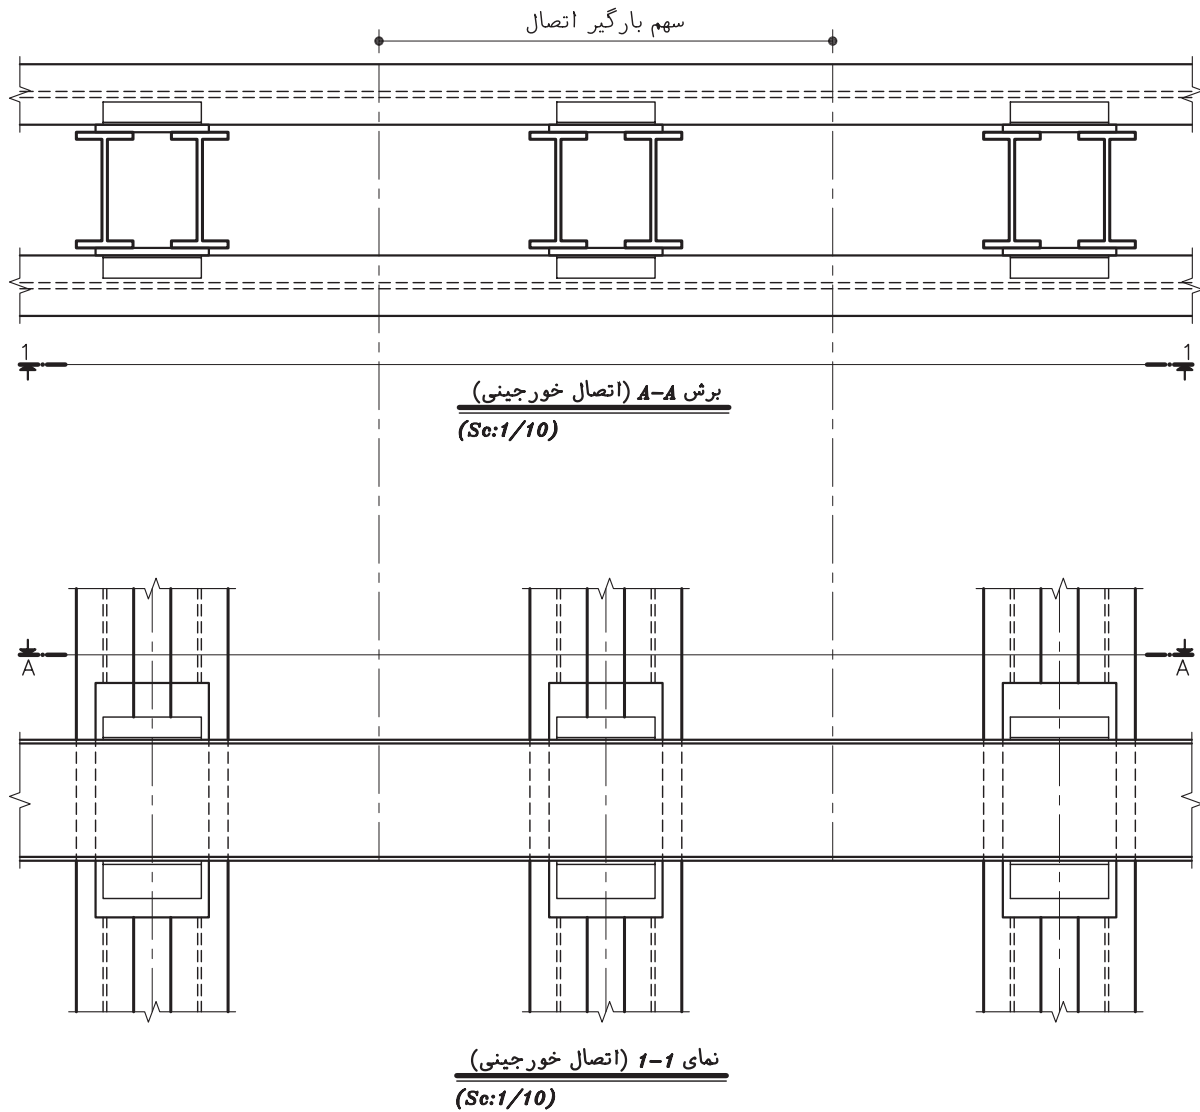 سهم بارگیر اتصال
1 1
برش A-A (اتصال خورجینی)
(Sc:1/10)
A A
نمای 1-1 (اتصال خورجینی)
(Sc:1/10)